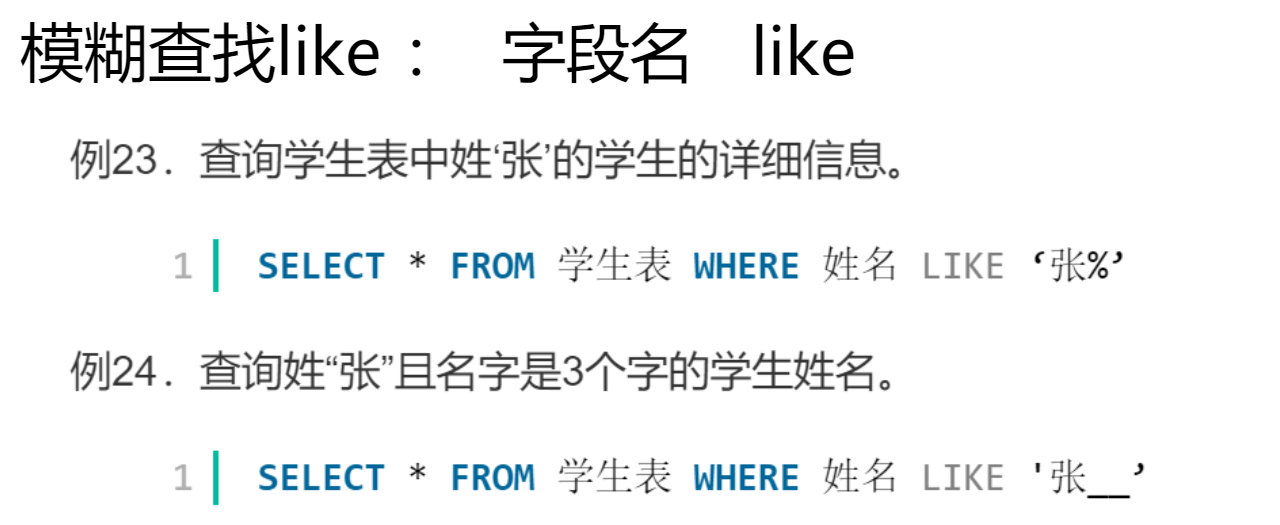 模糊查找like： 字段名 like
例23．查询学生表中姓‘张’的学生的详细信息。
1 SELECT * FROM 学生表 WHERE 姓名 LIKE ‘张%’
例24．查询姓“张”且名字是3个字的学生姓名。
1 SELECT * FROM 学生表 WHERE 姓名 LIKE '张__’